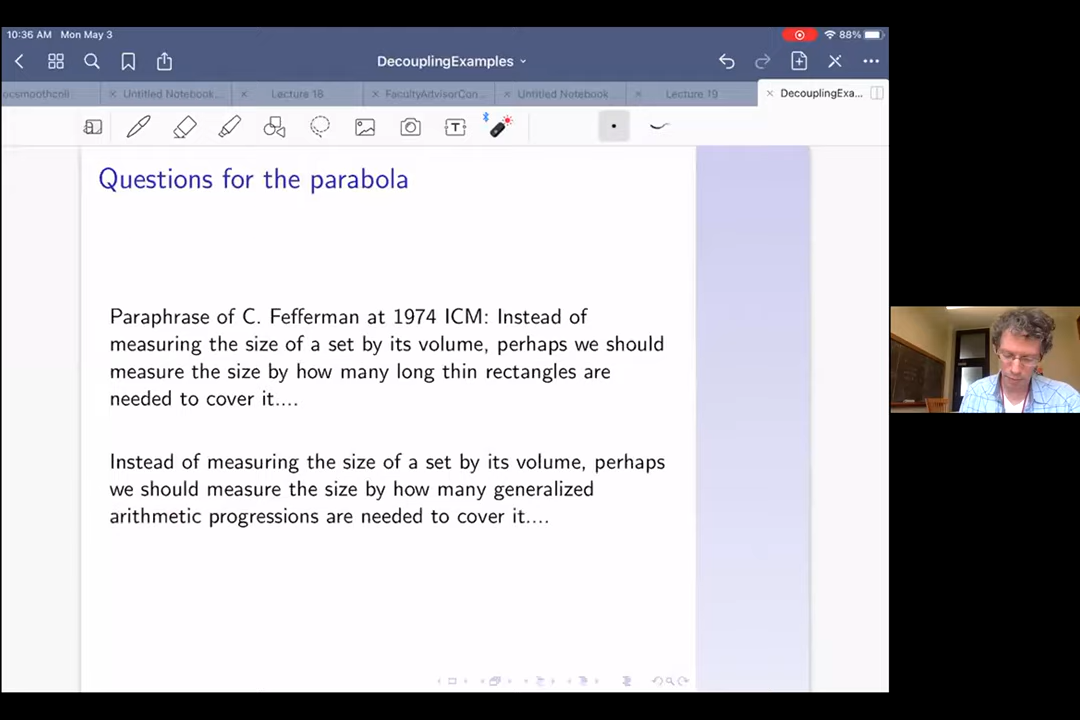 10:36 AM Mon May 3
88%
DecouplingExamples
ocsmoothcnli
Untitled Notebook...
Lecture 18
FacultyAdvisorCon...
Untitled Notebook...
Lecture 19
DecouplingExa...
T
Questions for the parabola
Paraphrase of C. Fefferman at 1974 ICM: Instead of
measuring the size of a set by its volume, perhaps we should
measure the size by how many long thin rectangles are
needed to cover it....
Instead of measuring the size of a set by its volume, perhaps
we should measure the size by how many generalized
arithmetic progressions are needed to cover it....